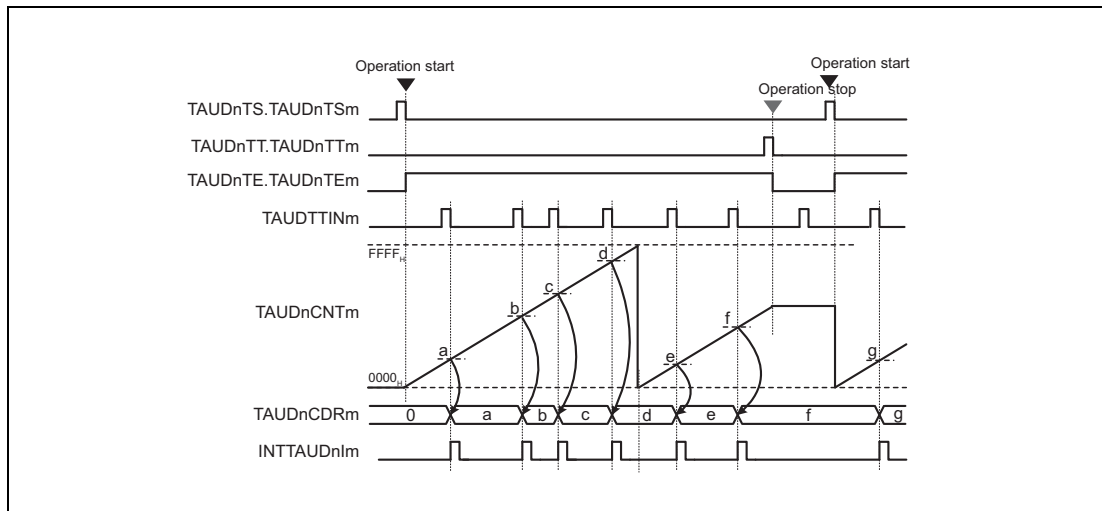 Operation start
Operation start
Operation stop
TAUDnTS.TAUDnTSm
TAUDnTT.TAUDnTTm
TAUDnTE.TAUDnTEm
TAUDTTINm
FFFFH
d
c
TAUDnCNTm
b
f
a
e
g
0000H
TAUDnCDRm 0 a b c d e f g
INTTAUDnIm